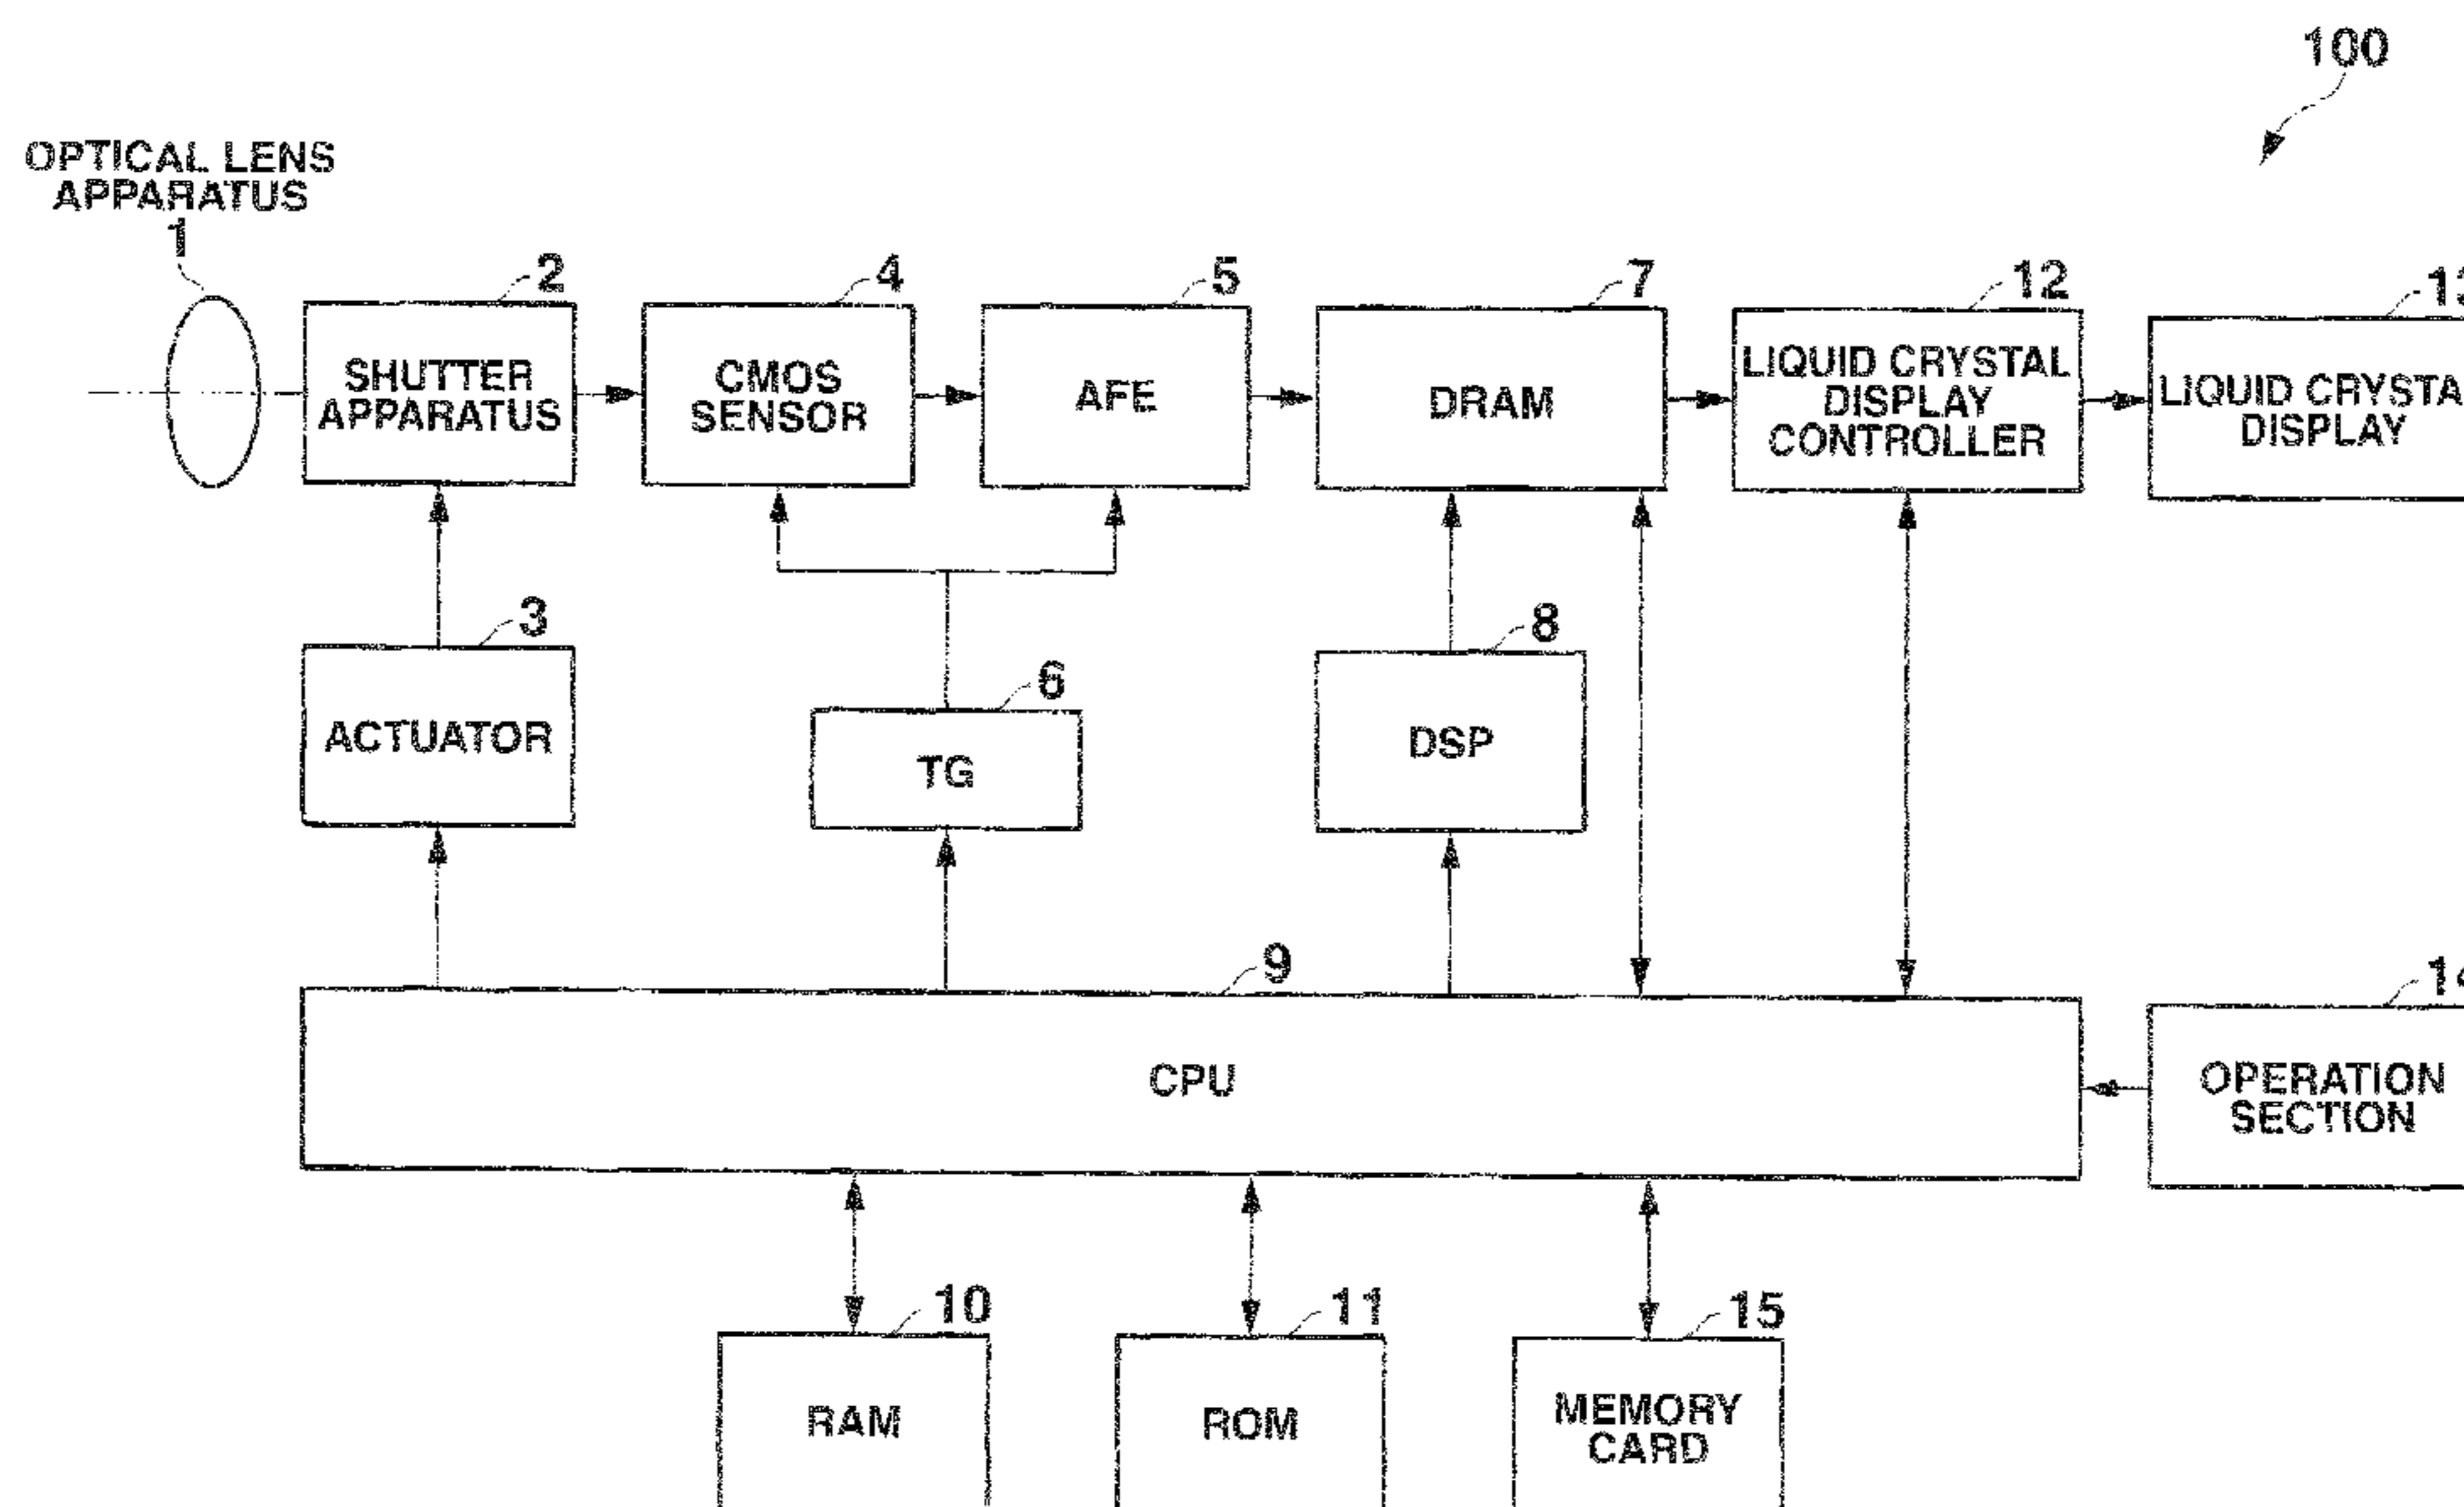 100
OPTICAL LENS
APPARATUS
1
2
4
5
7
12
SHUTTER
APPARATUS
CMOS
SENSOR
AFE
DRAM
LIQUID CRYSTAL
DISPLAY
CONTROLLER
LIQUID
DISPLAY
3
6
8
ACTUATOR
TG
DSP
9
CPU
OPERATION
SECTION
10
11
15
RAM
ROM
MEMORY
CARD